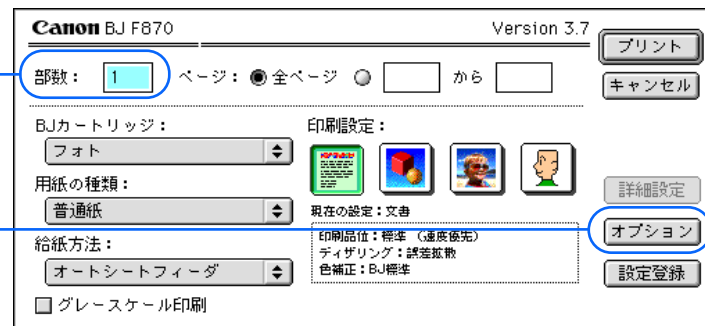 Canon BJ F870 Version 3.7
プリント
部数： 1 ページ： 全ページ から
キャンセル
BJカートリッジ：
フォト
用紙の種類：
普通紙
給紙方法：
オートシートフィーダ
グレースケール印刷
印刷設定：
現在の設定：文書
印刷品位：標準 （速度優先）
ディザリング：誤差拡散
色補正：BJ標準
詳細設定
オプション
設定登録